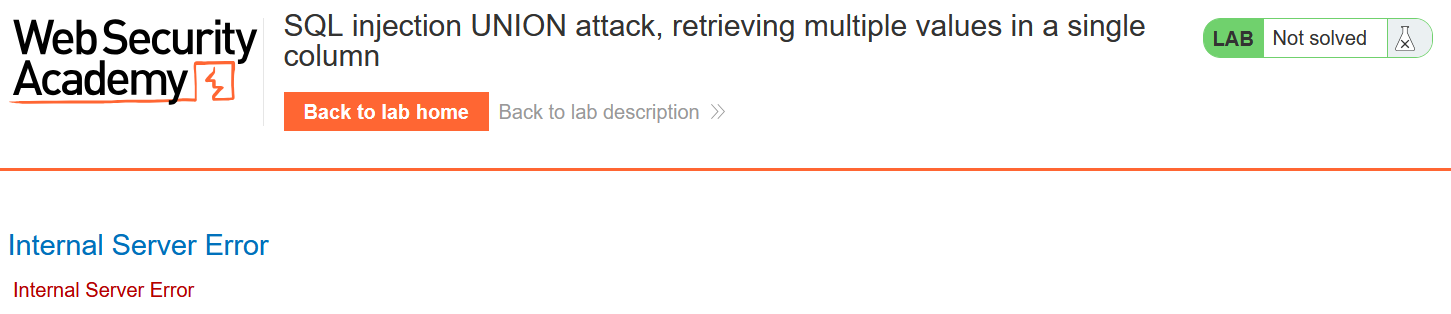 Web Security
Academy
SQL injection UNION attack, retrieving multiple values in a single
column
Back to lab home Back to lab description
LAB Not solved
Internal Server Error
Internal Server Error